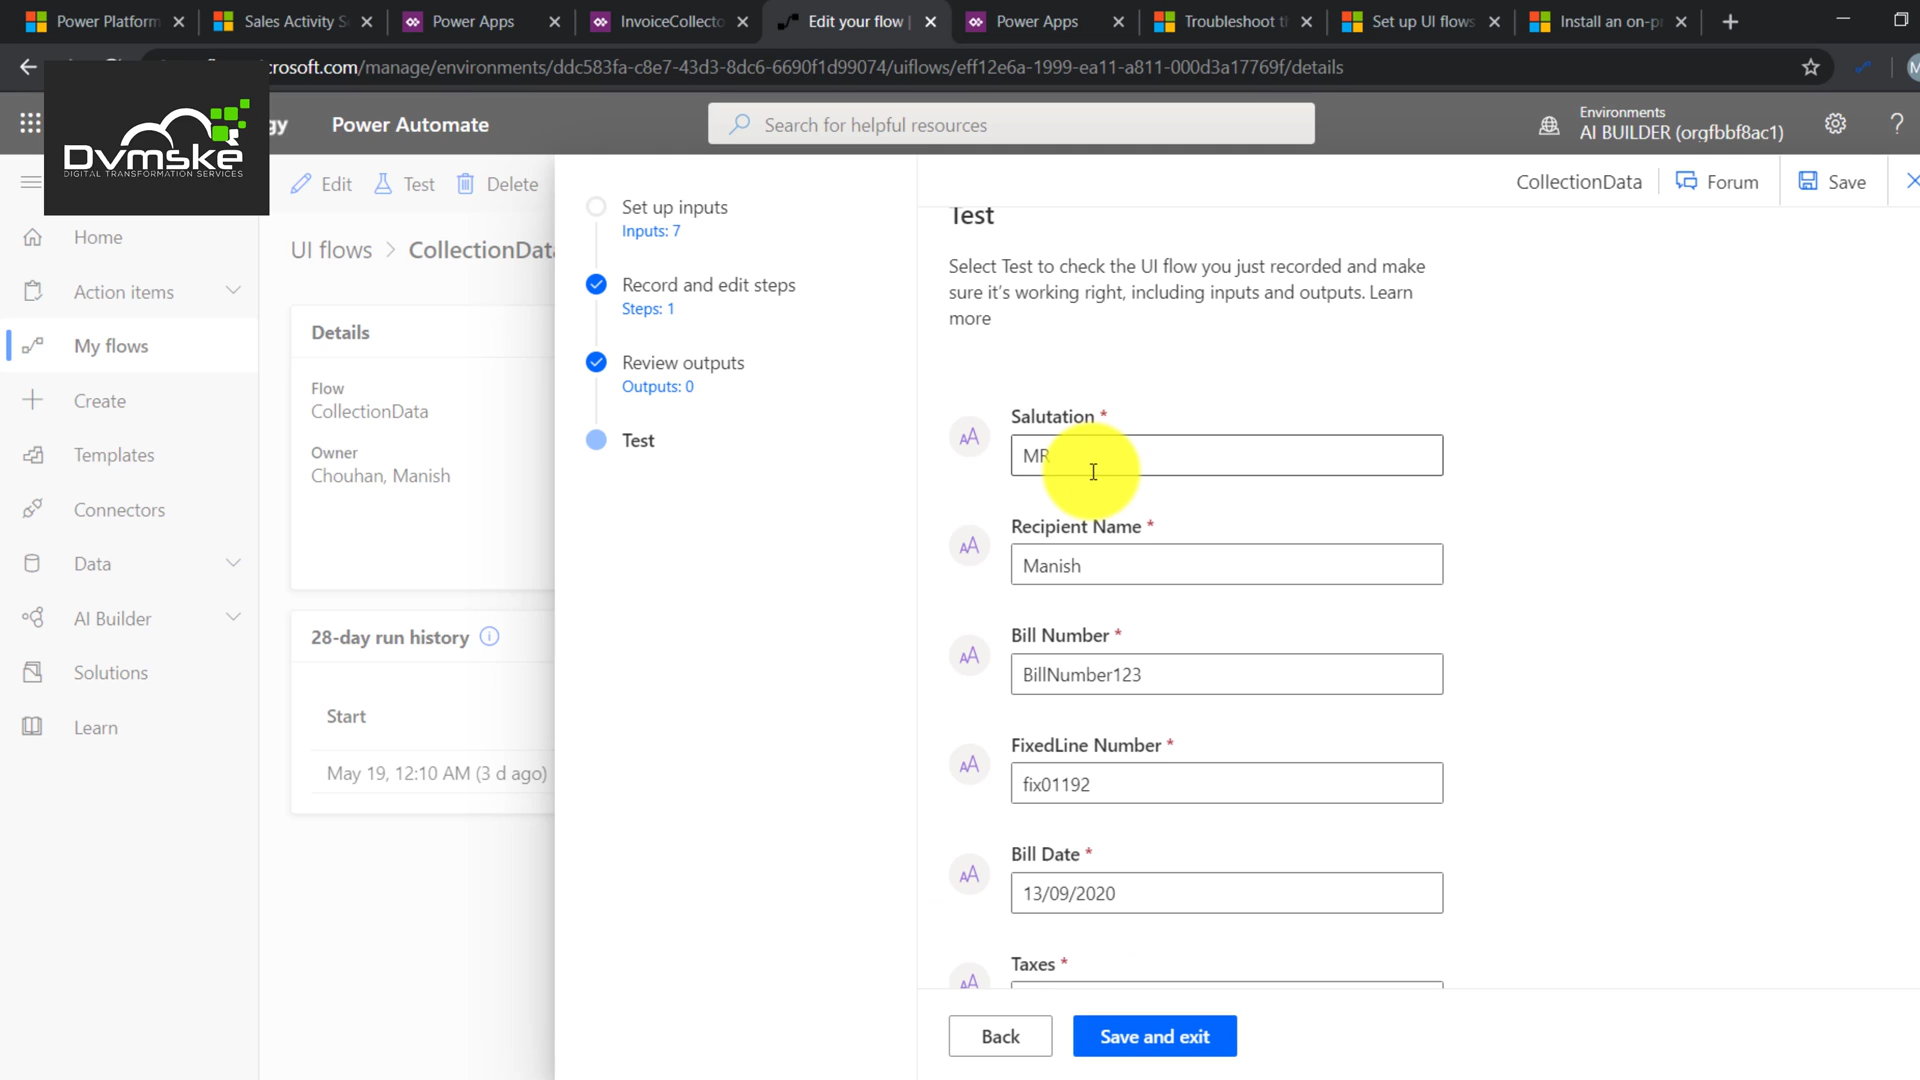 Power Platform
Sales Activity S
Power Apps
InvoiceCollecto
Edit your flow |
Power Apps
Troubleshoot th
Set up UI flows
Install an on-p
crosoft.com/manage/environments/ddc583fa-c8e7-43d3-8dc6-6690f1d99074/uiflows/eff12e6a-1999-ea11-a811-000d3a17769f/details
Dvmske
DIGITAL TRANSFORMATION SERVICES
gy
Power Automate
Search for helpful resources
Environments
AI BUILDER (orgfbbf8ac1)
?
Edit
Test
Delete
CollectionData
Forum
Save
Home
Action items
My flows
Create
Templates
Connectors
Data
AI Builder
Solutions
Learn
UI flows > CollectionData
Details
Flow
CollectionData
Owner
Chouhan, Manish
28-day run history
Start
May 19, 12:10 AM (3 d ago)
Set up inputs
Inputs: 7
Record and edit steps
Steps: 1
Review outputs
Outputs: 0
Test
Test
Select Test to check the UI flow you just recorded and make
sure it's working right, including inputs and outputs. Learn
more
Salutation *
MR
Recipient Name *
Manish
Bill Number *
BillNumber123
FixedLine Number *
fix01192
Bill Date *
13/09/2020
Taxes *
Back
Save and exit